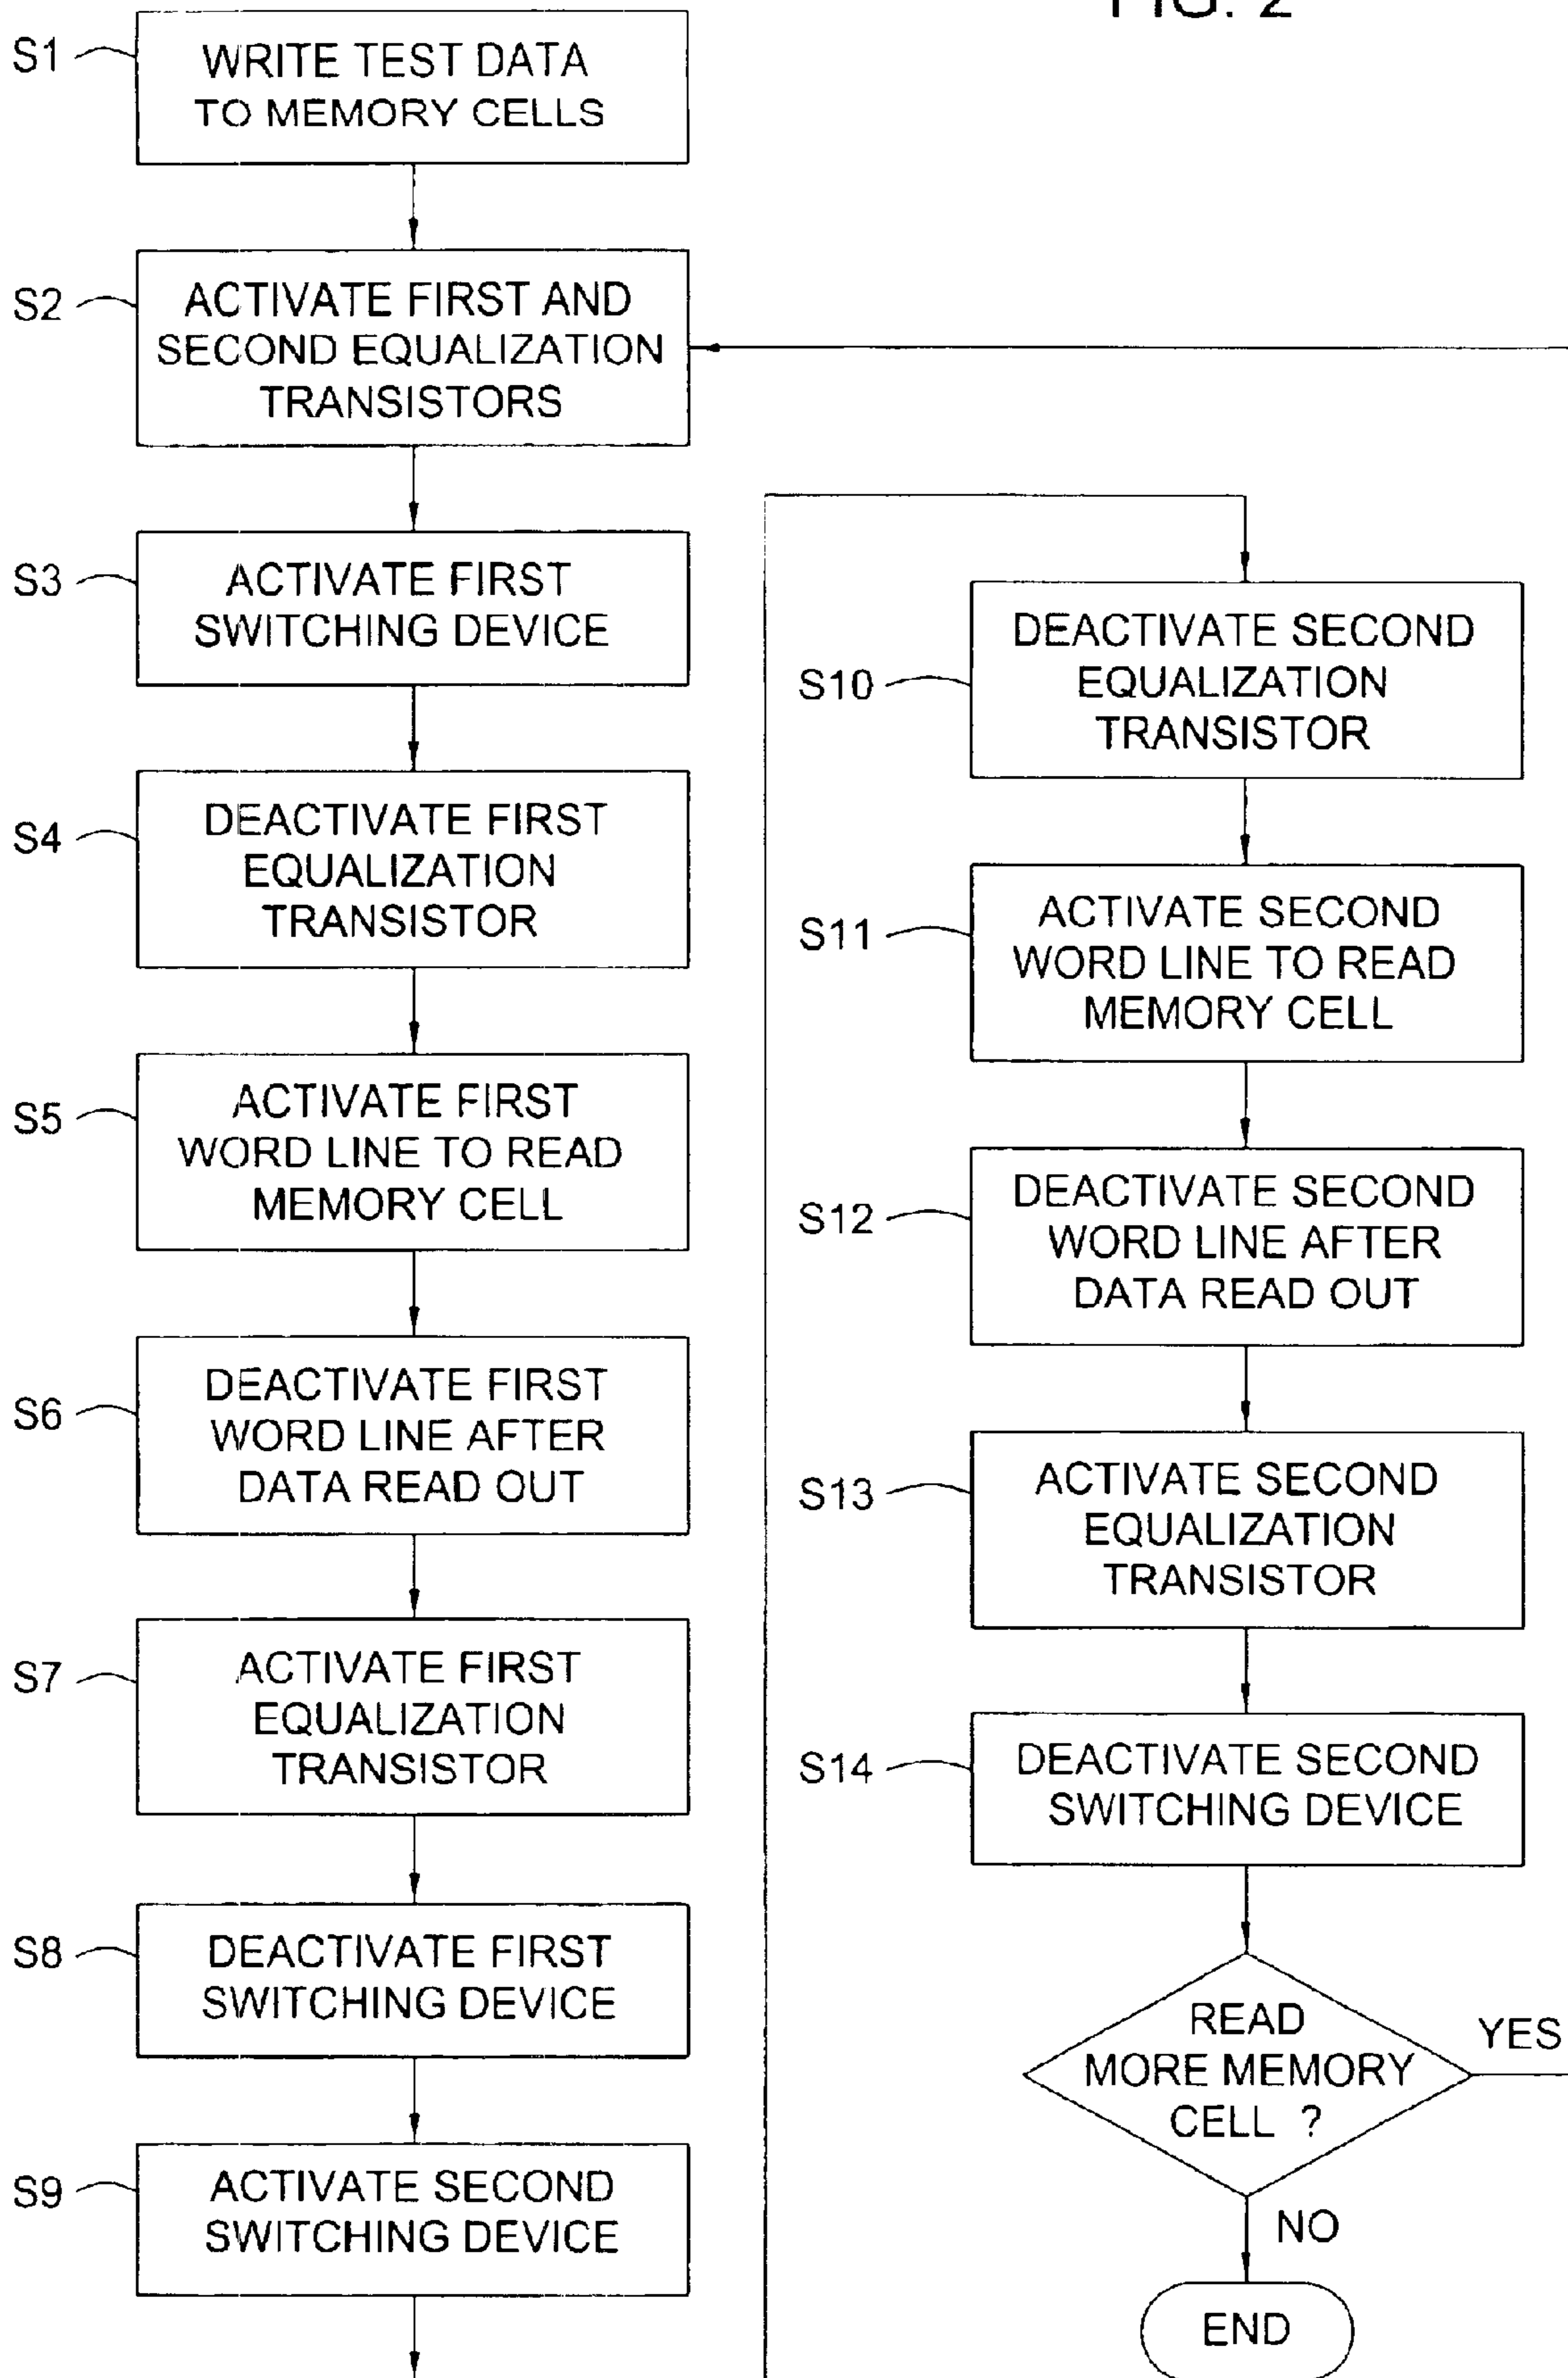 FIG. 2
S1
WRITE TEST DATA
TO MEMORY CELLS
S2
ACTIVATE FIRST AND
SECOND EQUALIZATION
TRANSISTORS
S3
ACTIVATE FIRST
SWITCHING DEVICE
S4
DEACTIVATE FIRST
EQUALIZATION
TRANSISTOR
S5
ACTIVATE FIRST
WORD LINE TO READ
MEMORY CELL
S6
DEACTIVATE FIRST
WORD LINE AFTER
DATA READ OUT
S7
ACTIVATE FIRST
EQUALIZATION
TRANSISTOR
S8
DEACTIVATE FIRST
SWITCHING DEVICE
S9
ACTIVATE SECOND
SWITCHING DEVICE
S10
DEACTIVATE SECOND
EQUALIZATION
TRANSISTOR
S11
ACTIVATE SECOND
WORD LINE TO READ
MEMORY CELL
S12
DEACTIVATE SECOND
WORD LINE AFTER
DATA READ OUT
S13
ACTIVATE SECOND
EQUALIZATION
TRANSISTOR
S14
DEACTIVATE SECOND
SWITCHING DEVICE
READ
MORE MEMORY
CELL ?
YES
NO
END